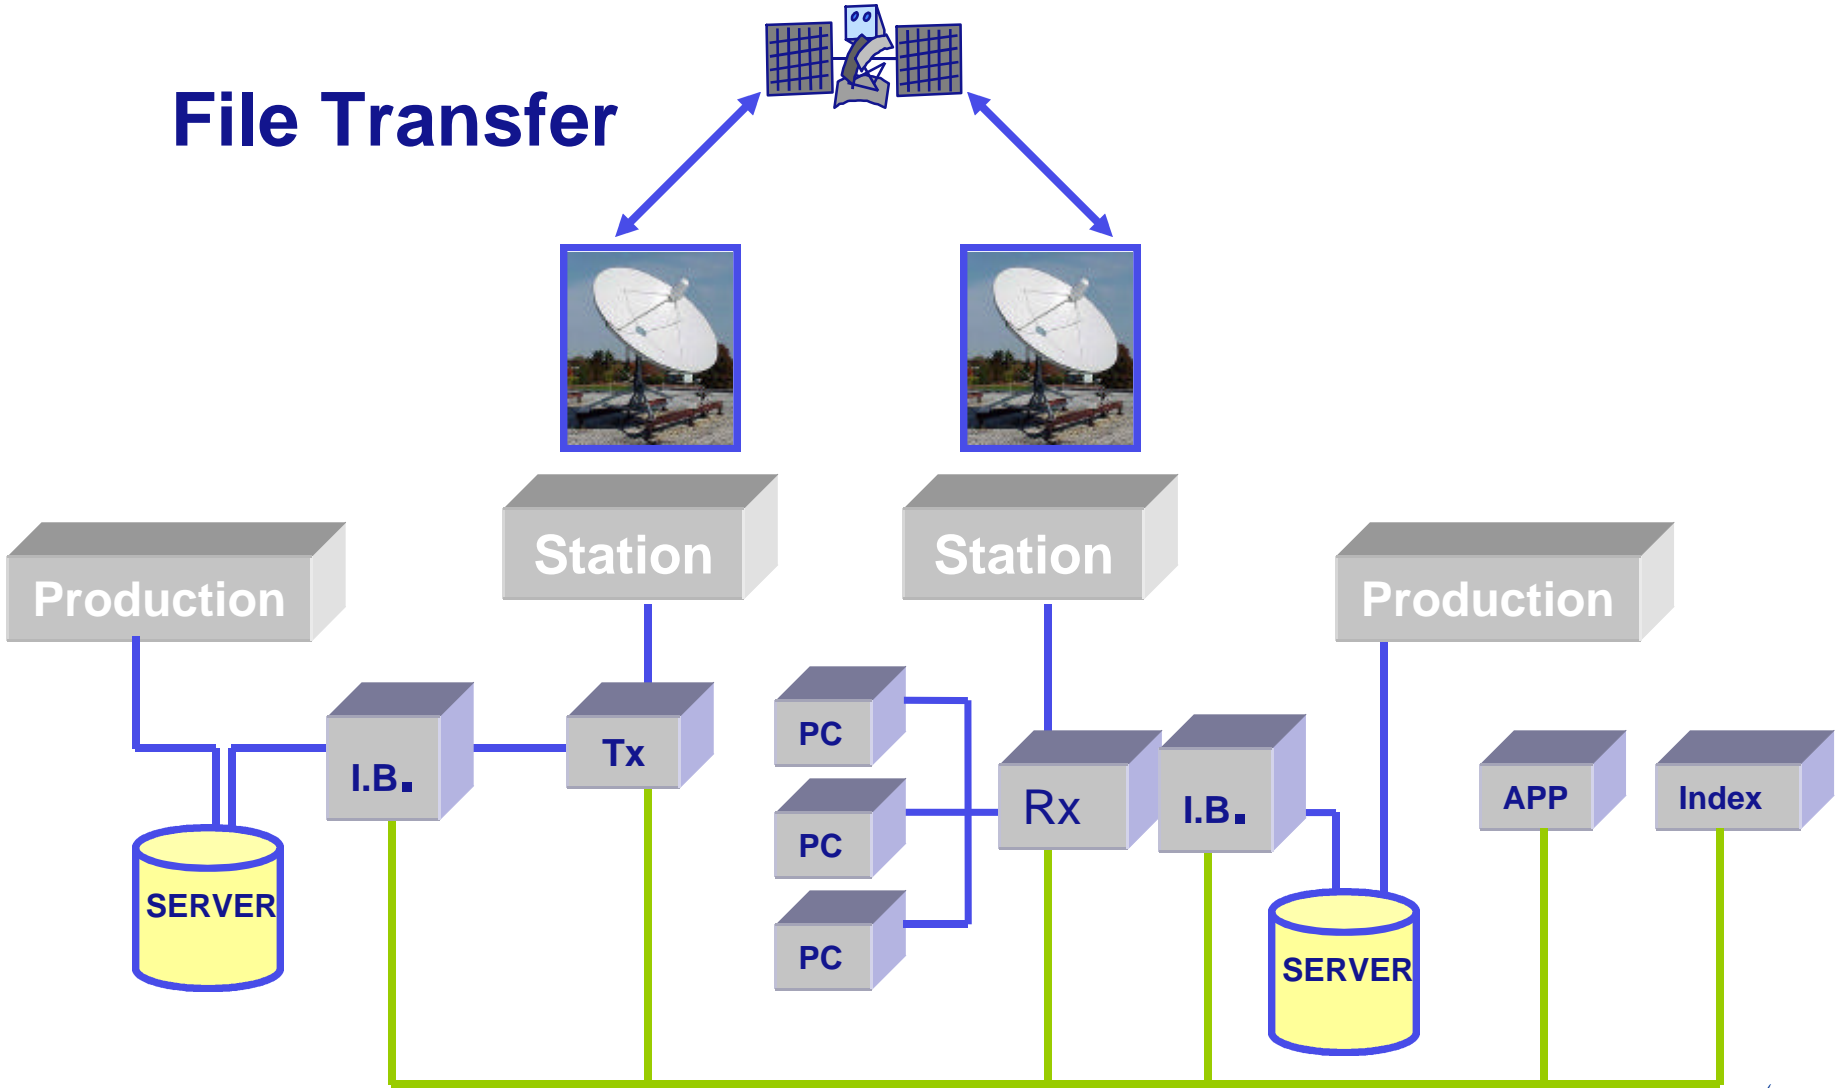 File Transfer
Station
Station
Production
Production
PC
I.B.
Tx
Rx
I.B.
APP
Index
PC
SERVER
PC
SERVER